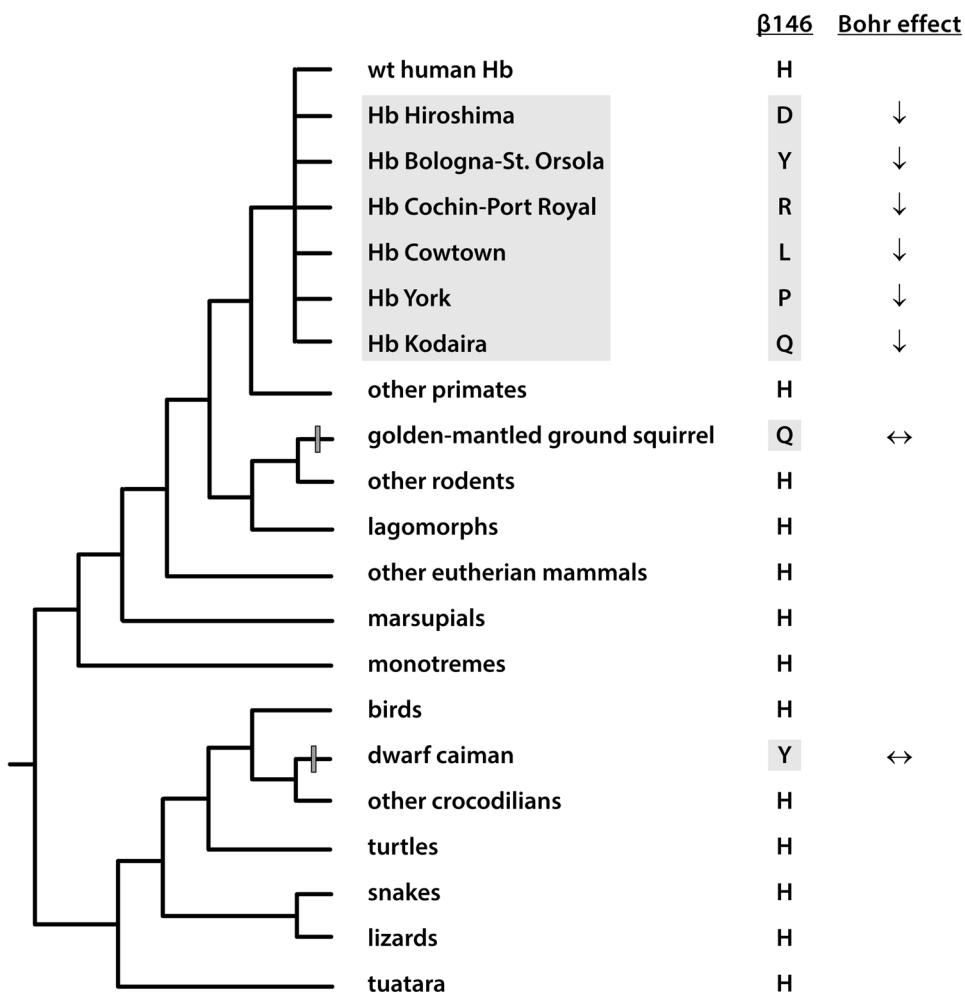 β146 Bohr effect
wt human Hb H
Hb Hiroshima D ↓
Hb Bologna-St. Orsola Y ↓
Hb Cochin-Port Royal R ↓
Hb Cowtown L ↓
Hb York P ↓
Hb Kodaira Q ↓
other primates H
golden-mantled ground squirrel Q ↔
other rodents H
lagomorphs H
other eutherian mammals H
marsupials H
monotremes H
birds H
dwarf caiman Y ↔
other crocodilians H
turtles H
snakes H
lizards H
tuatara H